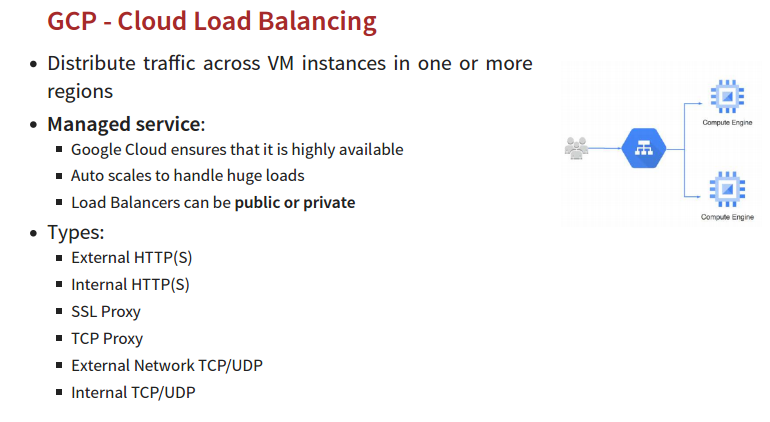 GCP - Cloud Load Balancing
Distribute traffic across VM instances in one or more
regions
Managed service:
Google Cloud ensures that it is highly available
Auto scales to handle huge loads
Load Balancers can be public or private
Types:
External HTTP(S)
Internal HTTP(S)
SSL Proxy
TCP Proxy
External Network TCP/UDP
Internal TCP/UDP
Compute Engine
Compute Engine